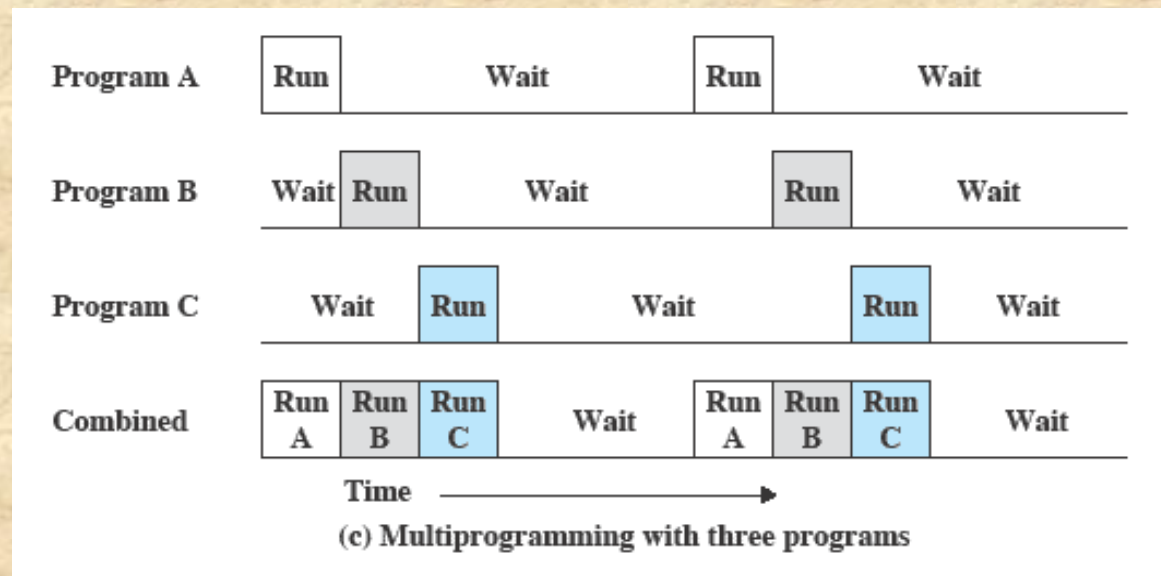 Program A Run Wait Run Wait
Program B Wait Run Wait Run Wait
Program C Wait Run Wait Run Wait
Combined Run A Run B Run C Wait Run A Run B Run C Wait
Time
(c) Multiprogramming with three programs